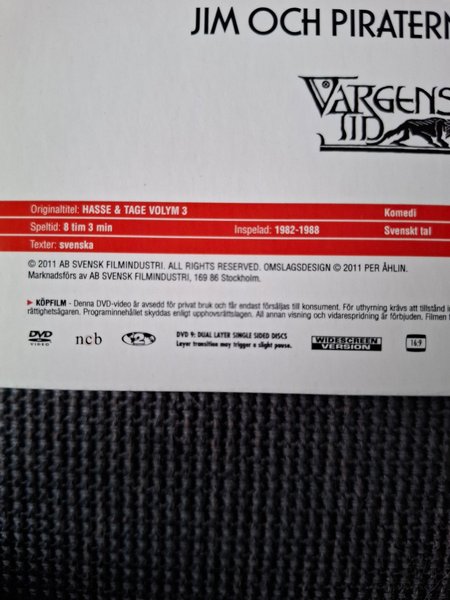 JIM OCH PIRATERN
VARGENS
TID
Originaltitel: HASSE & TAGE VOLYM 3 Komedi
Speltid: 8 tim 3 min Inspelad: 1982-1988 Svenskt tal
Texter: svenska
© 2011 AB SVENSK FILMINDUSTRI. ALL RIGHTS RESERVED. OMSLAGSDESIGN © 2011 PER ÅHLIN.
Marknadsförs av AB SVENSK FILMINDUSTRI, 169 86 Stockholm.
► KÖPFILM - Denna DVD-video är avsedd för privat bruk och får endast försäljas till konsument. För uthyrning krävs att tillstånd i
rättighetsägaren. Programinnehållet skyddas enligt upphovsrättslagen. All annan visning och vidarespridning är förbjuden. Filmen f
DVD VIDEO ncb 2 DVD 9: DUAL LAYER SINGLE SIDED DISCS WIDESCREEN 16:9
Layer transition may trigger a slight pause. VERSION